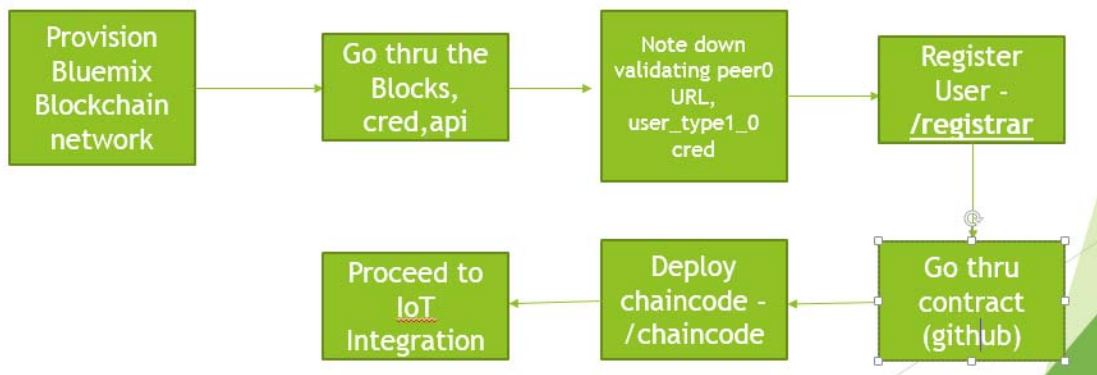 Provision
Bluemix
Blockchain
network
Go thru the
Blocks,
cred,api
Note down
validating peer0
URL,
user_type1_0
cred
Register
User -
/registrar
Go thru
contract
(github)
Deploy
chaincode -
/chaincode
Proceed to
IoT
Integration